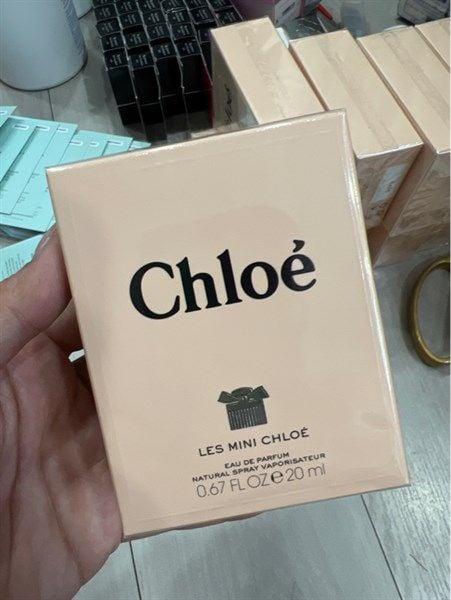 Chloé
LES MINI CHLOÉ
EAU DE PARFUM
NATURAL SPRAY VAPORISATEUR
0.67 FL OZ ℮ 20 ml